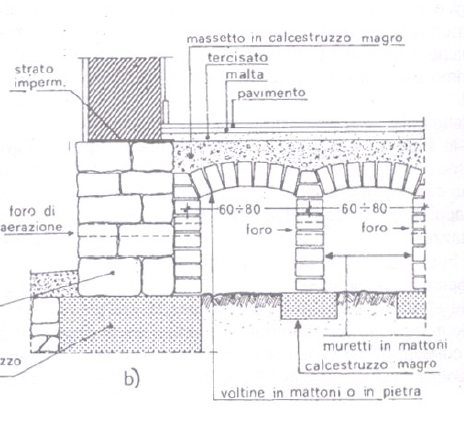 massetto in calcestruzzo magro
tercisato
malta
pavimento
strato
imperm.
foro di
aerazione
60÷80
60÷80
foro
foro
muretti in mattoni
calcestruzzo magro
zzo
b)
voltine in mattoni o in pietra